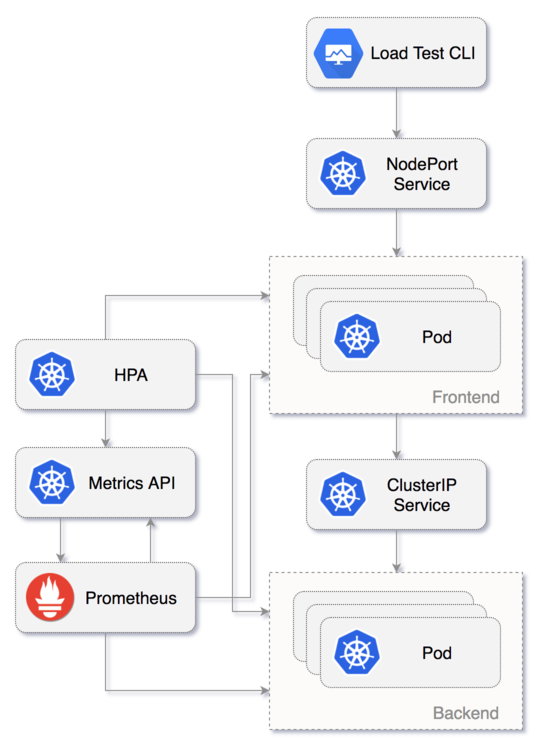 Load Test CLI
NodePort
Service
Pod
Frontend
HPA
Metrics API
ClusterIP
Service
Prometheus
Pod
Backend